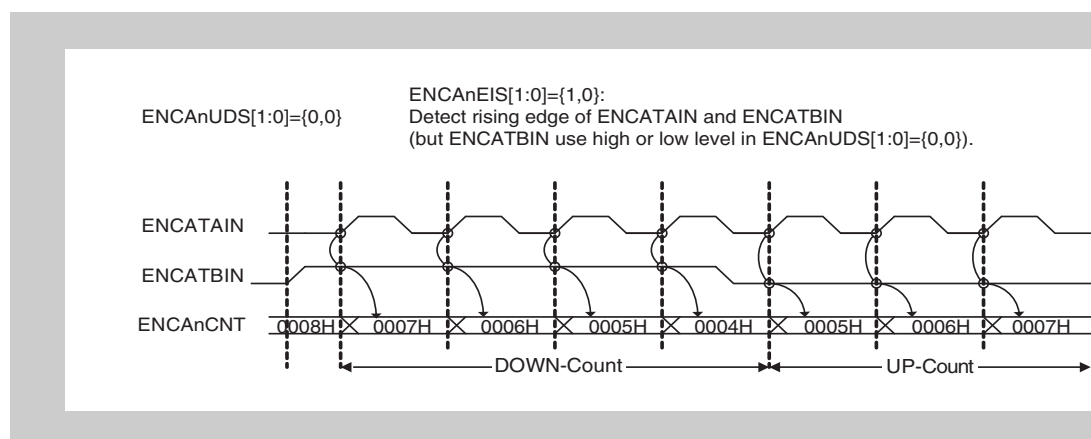 ENCAnUDS[1:0]={0,0}
ENCAnEIS[1:0]={1,0}:
Detect rising edge of ENCATAIN and ENCATBIN
(but ENCATBIN use high or low level in ENCAnUDS[1:0]={0,0}).
ENCATAIN
ENCATBIN
ENCAnCNT 0008H 0007H 0006H 0005H 0004H 0005H 0006H 0007H
DOWN-Count UP-Count